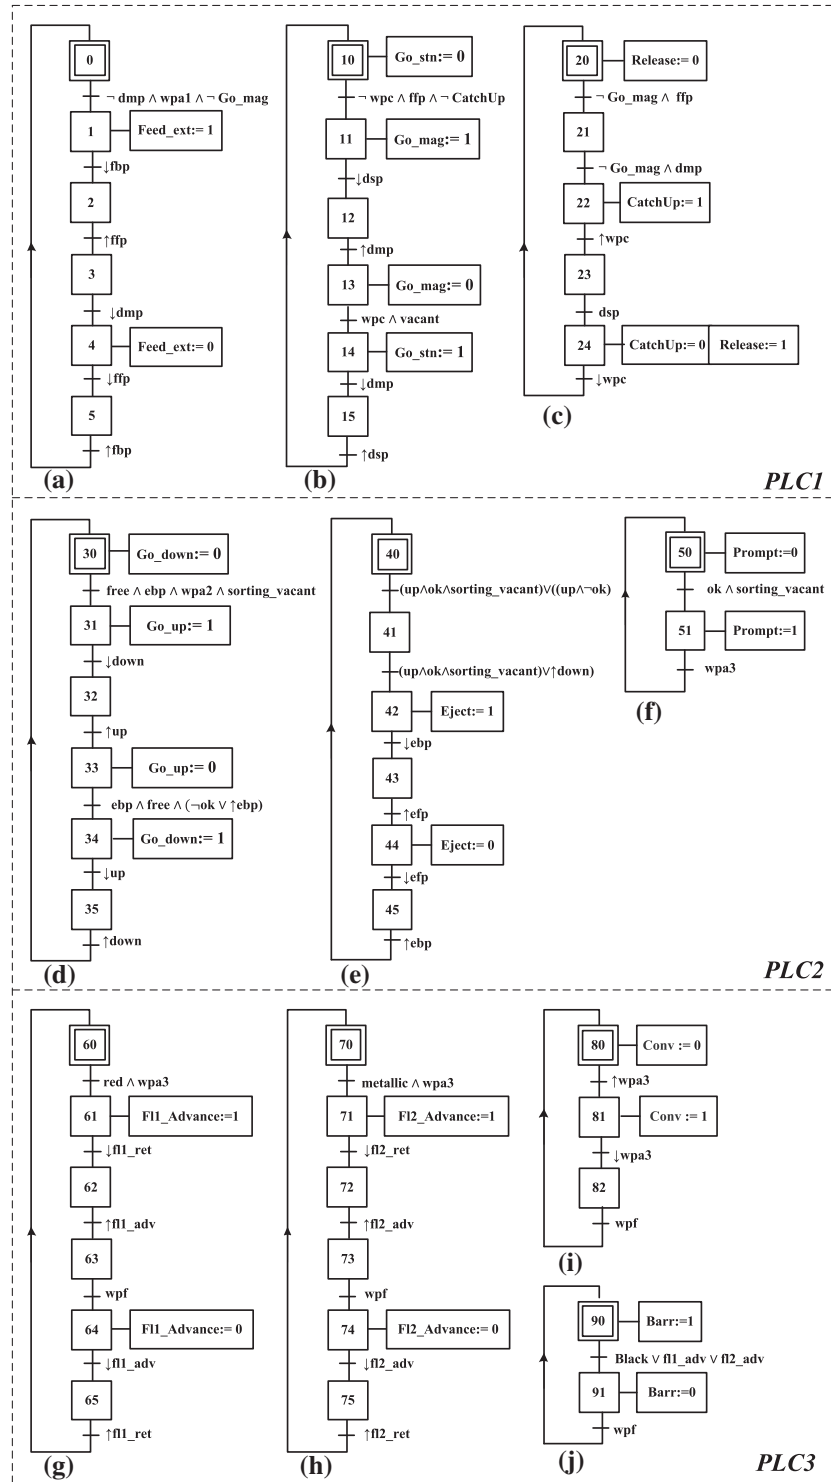 0
¬ dmp ∧ wpa1 ∧ ¬ Go_mag
1
Feed_ext:= 1
↓fbp
2
↑ffp
3
↓dmp
4
Feed_ext:= 0
↓ffp
5
↑fbp
(a)
10
Go_stn:= 0
¬ wpc ∧ ffp ∧ ¬ CatchUp
11
Go_mag:= 1
↓dsp
12
↑dmp
13
Go_mag:= 0
wpc ∧ vacant
14
Go_stn:= 1
↓dmp
15
↑dsp
(b)
20
Release:= 0
¬ Go_mag ∧ ffp
21
¬ Go_mag ∧ dmp
22
CatchUp:= 1
↑wpc
23
dsp
24
CatchUp:= 0
Release:= 1
↓wpc
(c)
PLC1
30
Go_down:= 0
free ∧ ebp ∧ wpa2 ∧ sorting_vacant
31
Go_up:= 1
↓down
32
↑up
33
Go_up:= 0
ebp ∧ free ∧ (¬ok ∨ ↑ebp)
34
Go_down:= 1
↓up
35
↑down
(d)
40
(up∧ok∧sorting_vacant)∨((up∧¬ok)
41
(up∧ok∧sorting_vacant)∨↑down)
42
Eject:= 1
↓ebp
43
↑efp
44
Eject:= 0
↓efp
45
↑ebp
(e)
50
Prompt:=0
ok ∧ sorting_vacant
51
Prompt:=1
wpa3
(f)
PLC2
60
red ∧ wpa3
61
Fl1_Advance:=1
↓fl1_ret
62
↑fl1_adv
63
wpf
64
Fl1_Advance:= 0
↓fl1_adv
65
↑fl1_ret
(g)
70
metallic ∧ wpa3
71
Fl2_Advance:=1
↓fl2_ret
72
↑fl2_adv
73
wpf
74
Fl2_Advance:= 0
↓fl2_adv
75
↑fl2_ret
(h)
80
Conv := 0
↑wpa3
81
Conv := 1
↓wpa3
82
wpf
(i)
90
Barr:=1
Black ∨ fl1_adv ∨ fl2_adv
91
Barr:=0
wpf
(j)
PLC3